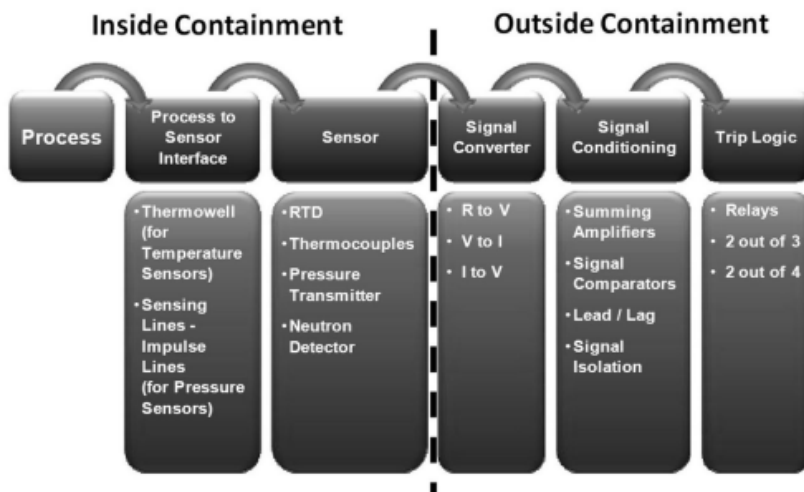 Inside Containment
Outside Containment
Process
Process to
Sensor
Interface
Sensor
Signal
Converter
Signal
Conditioning
Trip Logic
•Thermowell
(for
Temperature
Sensors)
•Sensing
Lines -
Impulse
Lines
(for Pressure
Sensors)
•RTD
•Thermocouples
•Pressure
Transmitter
•Neutron
Detector
• R to V
• V to I
• I to V
•Summing
Amplifiers
•Signal
Comparators
•Lead / Lag
•Signal
Isolation
•Relays
• 2 out of 3
• 2 out of 4